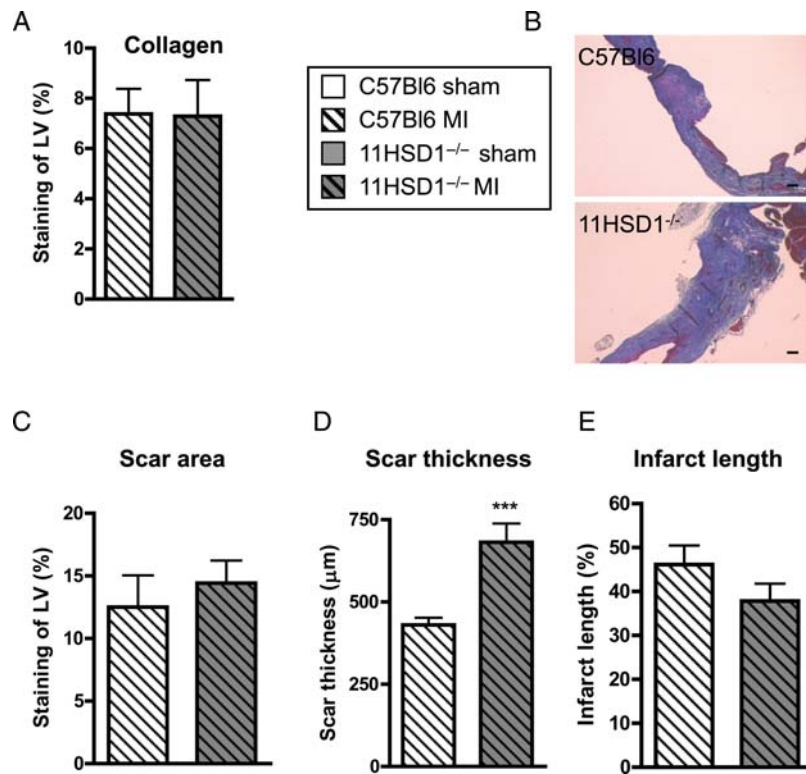 A
Collagen
Staining of LV (%)
10
8
6
4
2
0
C57Bl6 sham
C57Bl6 MI
11HSD1⁻/⁻ sham
11HSD1⁻/⁻ MI
B
C57Bl6
11HSD1⁻/⁻
C
Scar area
Staining of LV (%)
20
15
10
5
0
D
Scar thickness
Scar thickness (μm)
750
500
250
0
***
E
Infarct length
Infarct length (%)
60
50
40
30
20
10
0